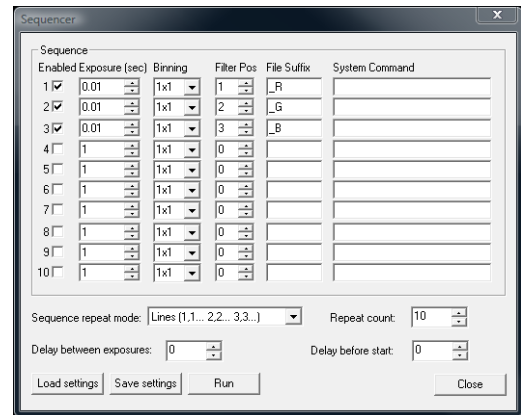 Sequencer
x
Sequence
Enabled Exposure (sec) Binning Filter Pos File Suffix System Command
1 0.01 1x1 1 _R
2 0.01 1x1 2 _G
3 0.01 1x1 3 _B
4 1 1x1 0
5 1 1x1 0
6 1 1x1 0
7 1 1x1 0
8 1 1x1 0
9 1 1x1 0
10 1 1x1 0
Sequence repeat mode: Lines (1,1... 2,2... 3,3...) Repeat count: 10
Delay between exposures: 0 Delay before start: 0
Load settings Save settings Run Close